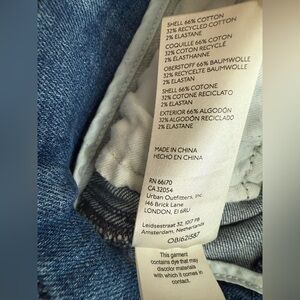 SHELL 66% COTTON
32% RECYCLED COTTON
2% ELASTANE
COQUILLE 66% COTON
32% COTON RECYCLÉ
2% ÉLASTHANNE
OBERSTOFF 66% BAUMWOLLE
32% RECYCELTE BAUMWOLLE
2% ELASTAN
SHELL 66% COTONE
32% COTONE RECICLATO
2% ELASTAN
EXTERIOR 66% ALGODÓN
32% ALGODÓN RECICLADO
2% ELASTANE
MADE IN CHINA
HECHO EN CHINA
RN 66170
CA 32054
Urban Outfitters, Inc.
146 Brick Lane
LONDON, E1 6RU
Leidsestraat 32, 1017 PB
Amsterdam, Netherlands
OB1621557
This garment
contains dye that may
discolor materials
with which it comes in
contact.